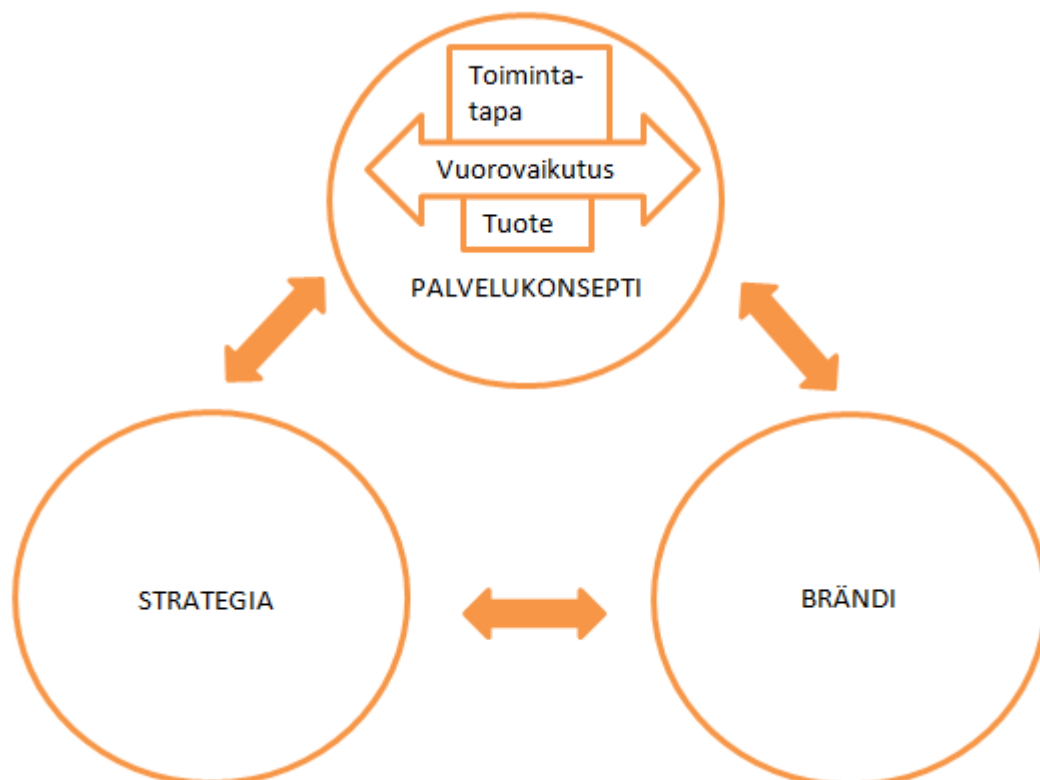 Toiminta-
tapa
Vuorovaikutus
Tuote
PALVELUKONSEPTI
STRATEGIA
BRÄNDI